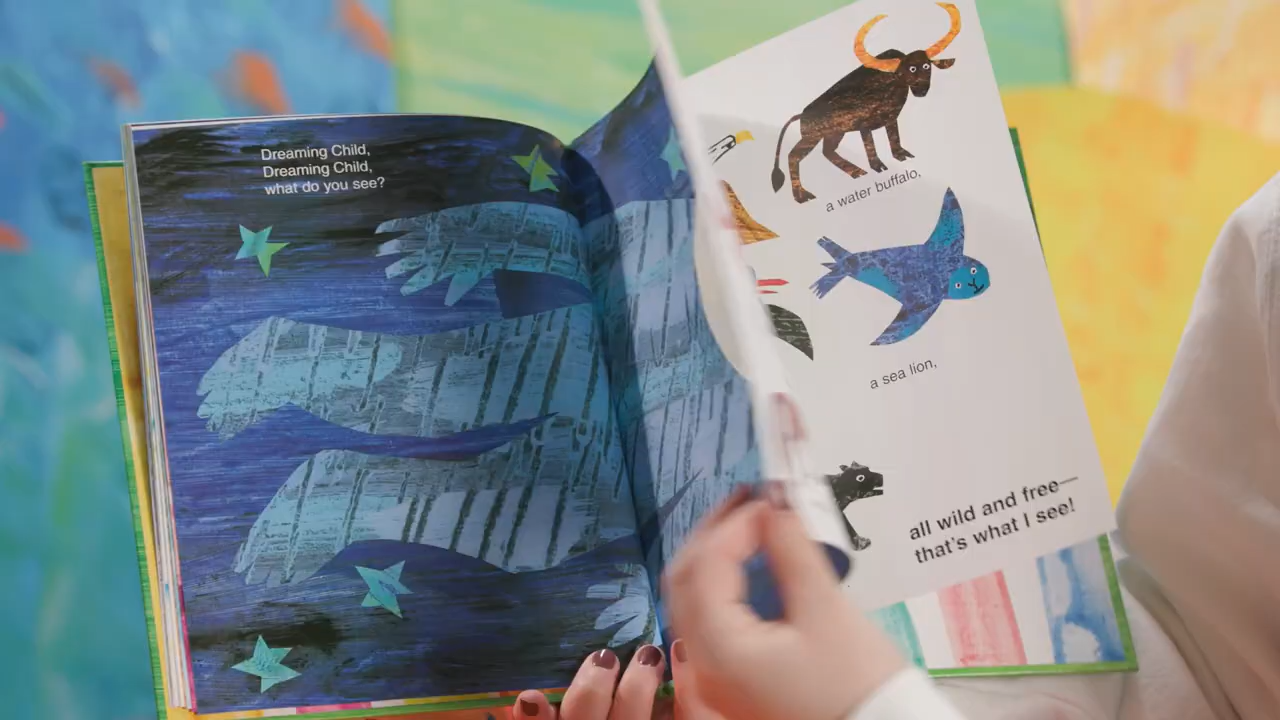 Dreaming Child,
Dreaming Child,
what do you see?
a water buffalo,
a sea lion,
all wild and free—
that's what I see!